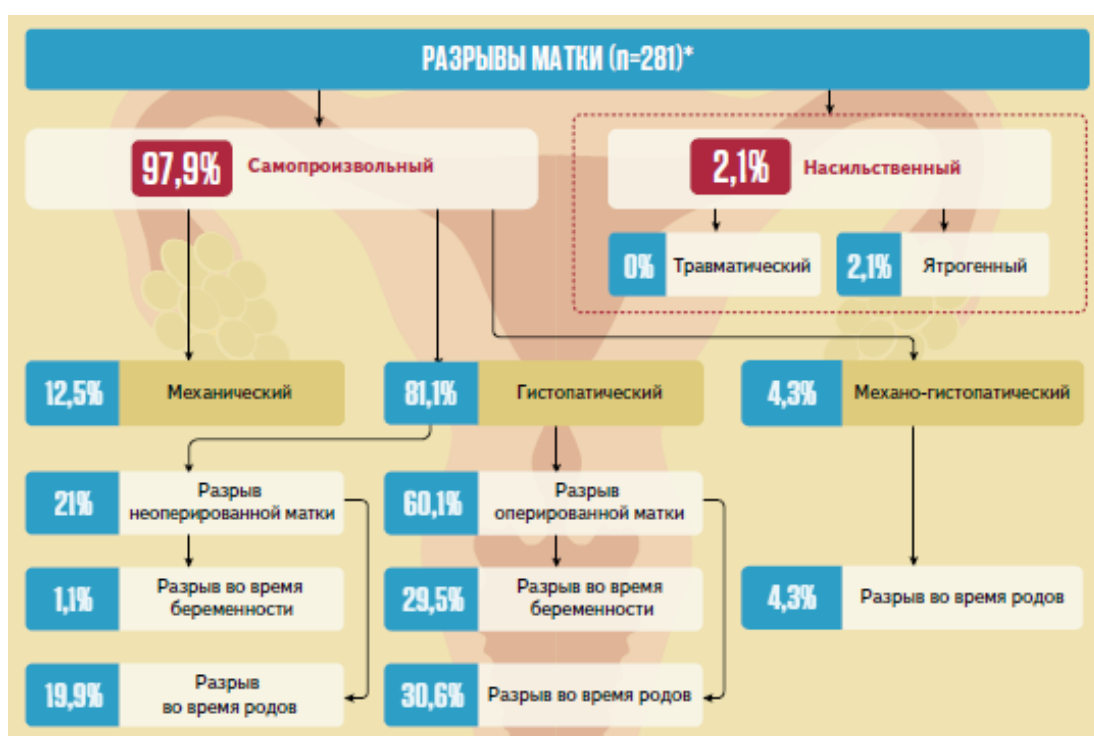 РАЗРЫВЫ МАТКИ (n=281)*
97,9% Самопроизвольный
2,1% Насильственный
0% Травматический
2,1% Ятрогенный
12,5% Механический
81,1% Гистопатический
4,3% Механо-гистопатический
21% Разрыв
неоперированной матки
60,1% Разрыв
оперированной матки
1,1% Разрыв во время
беременности
29,5% Разрыв во время
беременности
4,3% Разрыв во время родов
19,9% Разрыв
во время родов
30,6% Разрыв во время родов